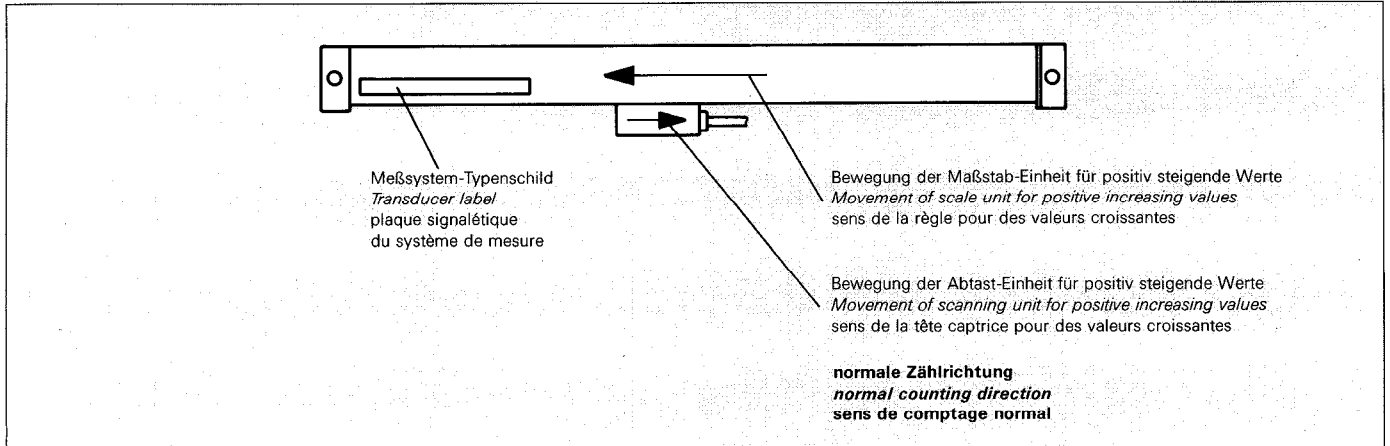 Meßsystem-Typenschild
Transducer label
plaque signalétique
du système de mesure
Bewegung der Maßstab-Einheit für positiv steigende Werte
Movement of scale unit for positive increasing values
sens de la règle pour des valeurs croissantes
Bewegung der Abtast-Einheit für positiv steigende Werte
Movement of scanning unit for positive increasing values
sens de la tête captrice pour des valeurs croissantes
normale Zählrichtung
normal counting direction
sens de comptage normal